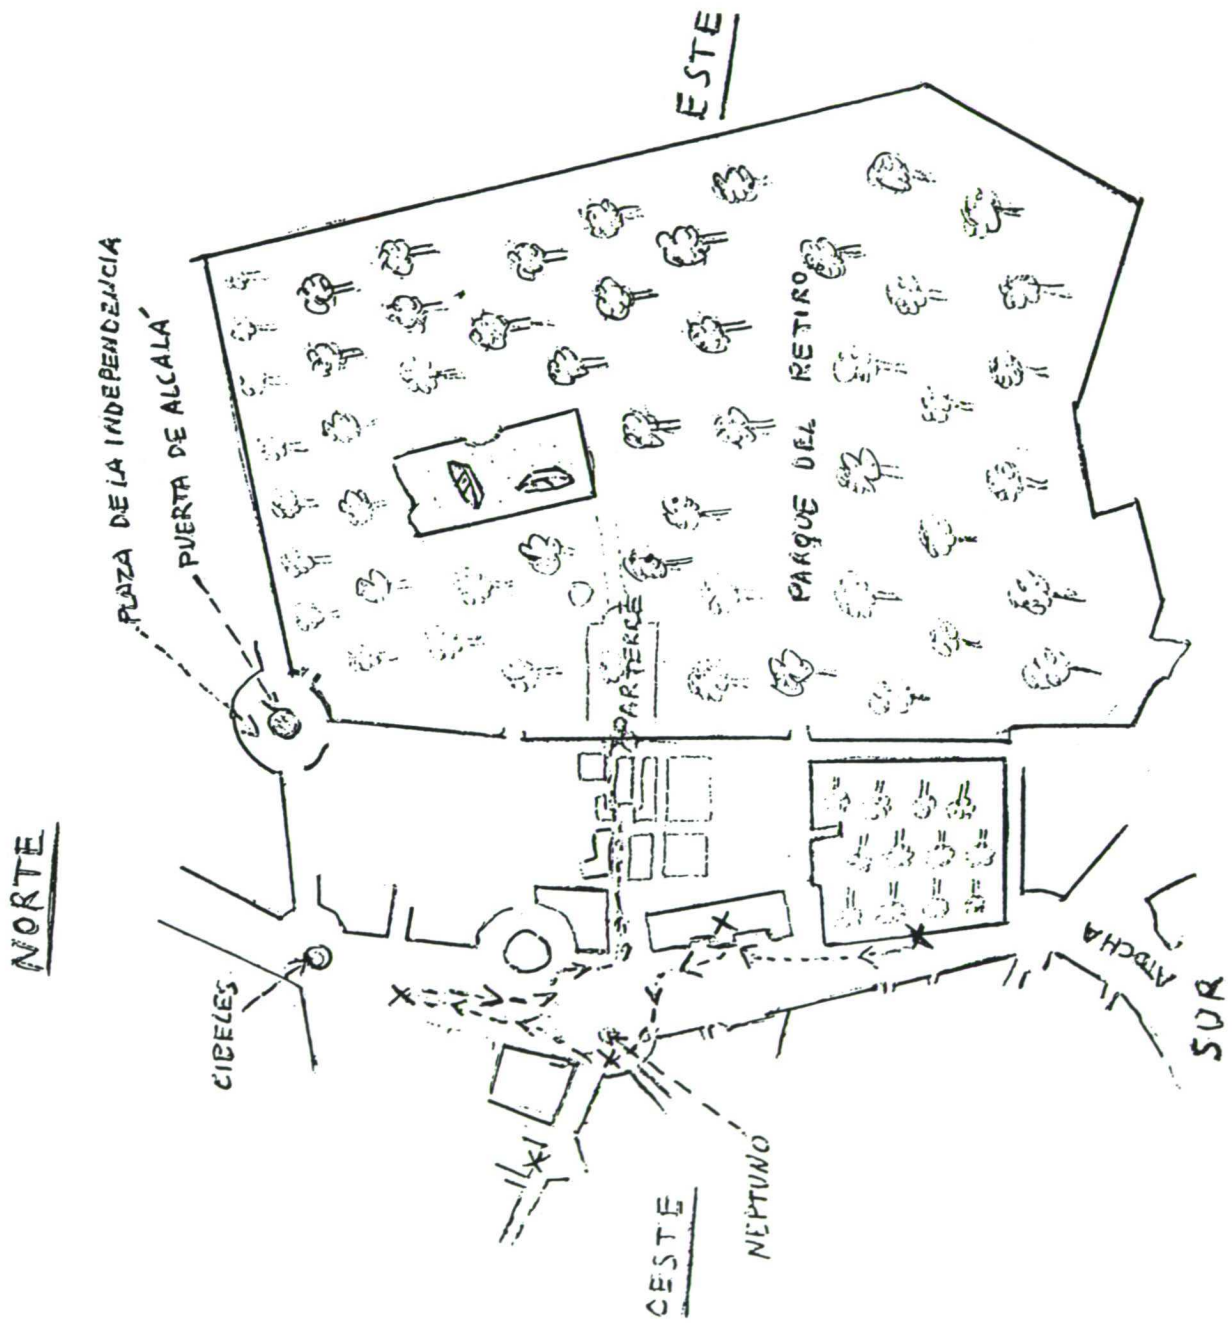 NORTE
ESTE
PLAZA DE LA INDEPENDENCIA
PUERTA DE ALCALÁ
PARQUE DEL RETIRO
PARTERRE
CIBELES
ATOCHA
SUR
NEPTUNO
OESTE